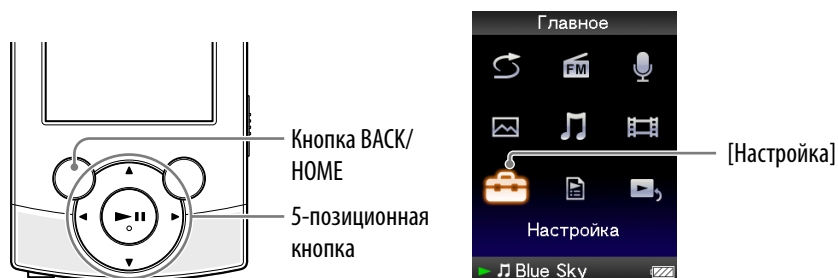 Кнопка BACK/
HOME
5-позиционная
кнопка
Главное
FM
Настройка
Blue Sky
[Настройка]